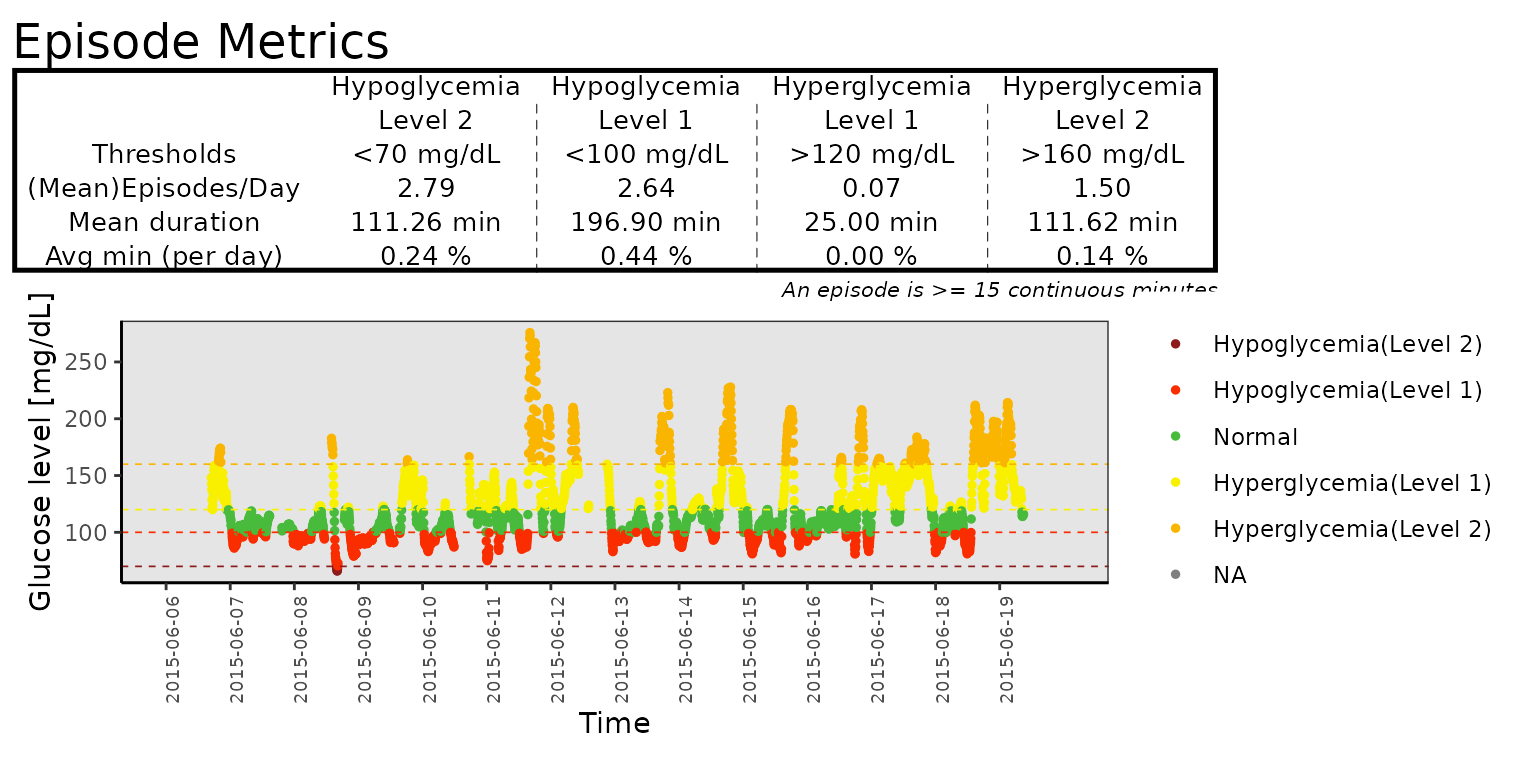 Episode Metrics
Hypoglycemia Hypoglycemia Hyperglycemia Hyperglycemia
Level 2 Level 1 Level 1 Level 2
Thresholds <70 mg/dL <100 mg/dL >120 mg/dL >160 mg/dL
(Mean)Episodes/Day 2.79 2.64 0.07 1.50
Mean duration 111.26 min 196.90 min 25.00 min 111.62 min
Avg min (per day) 0.24 % 0.44 % 0.00 % 0.14 %
An episode is >= 15 continuous minutes
Glucose level [mg/dL]
250
200
150
100
2015-06-06
2015-06-07
2015-06-08
2015-06-09
2015-06-10
2015-06-11
2015-06-12
2015-06-13
2015-06-14
2015-06-15
2015-06-16
2015-06-17
2015-06-18
2015-06-19
Time
Hypoglycemia(Level 2)
Hypoglycemia(Level 1)
Normal
Hyperglycemia(Level 1)
Hyperglycemia(Level 2)
NA